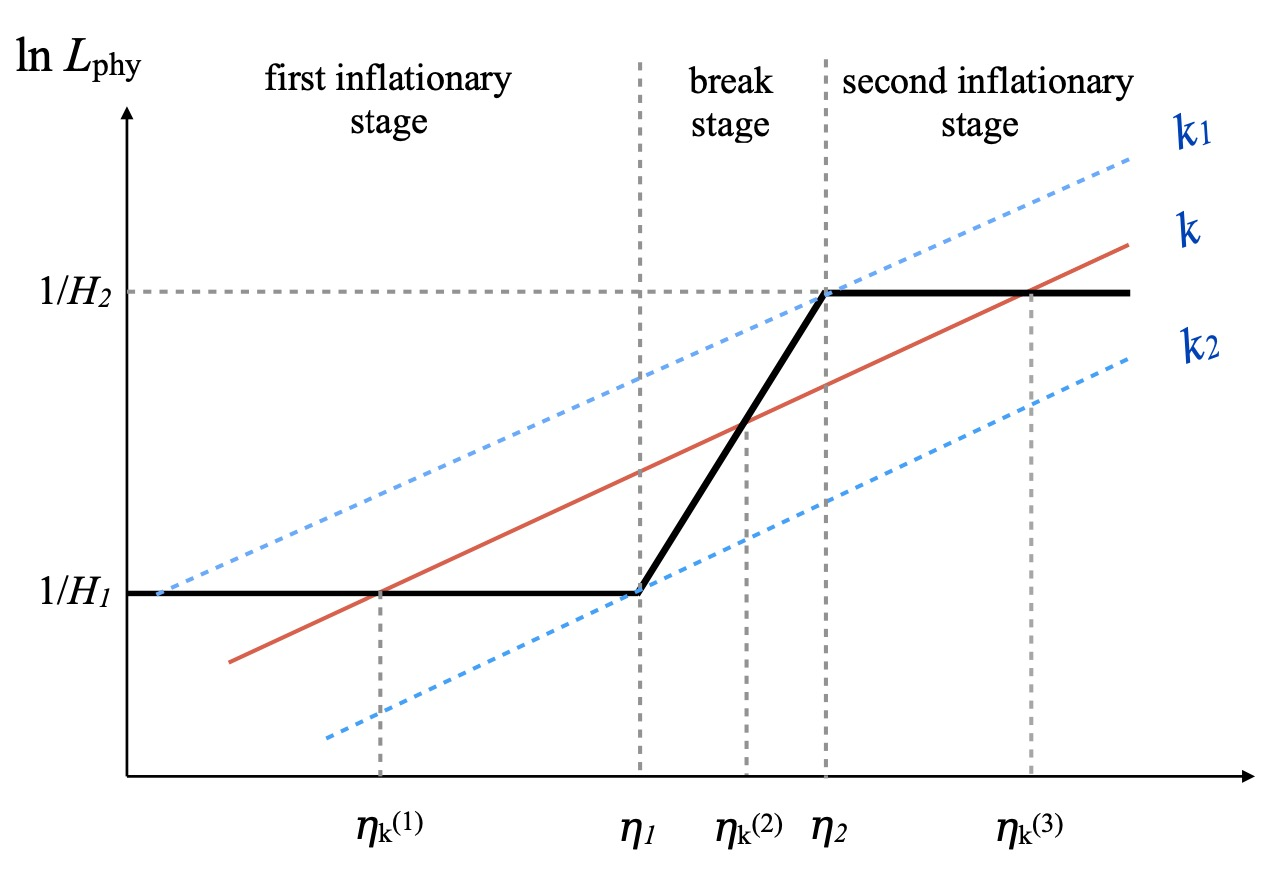 ln Lphy
first inflationary
stage
break
stage
second inflationary
stage
k1
k
1/H2
k2
1/H1
ηk(1)
η1
ηk(2)
η2
ηk(3)